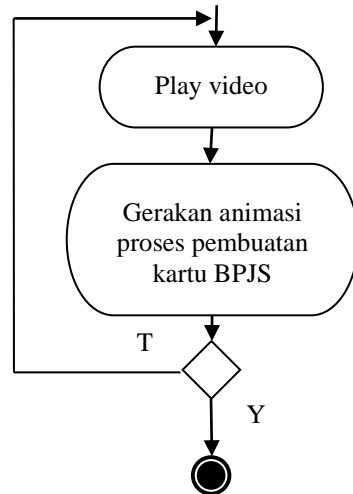 Play video
Gerakan animasi
proses pembuatan
kartu BPJS
T
Y